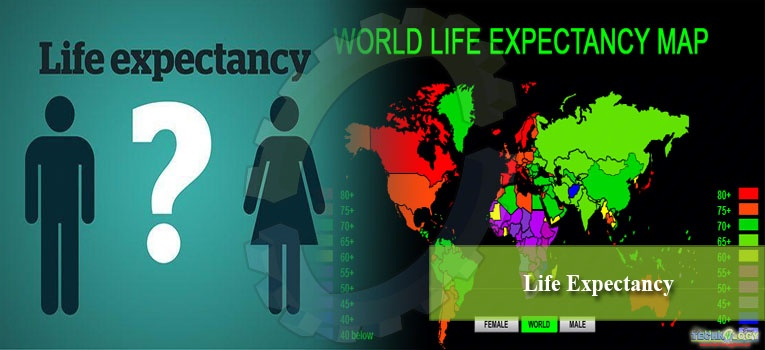 Life expectancy
?
WORLD LIFE EXPECTANCY MAP
80+
75+
70+
65+
60+
55+
50+
45+
40+
40 below
80+
75+
70+
65+
60+
55+
50+
45+
40+
Life Expectancy
FEMALE
WORLD
MALE